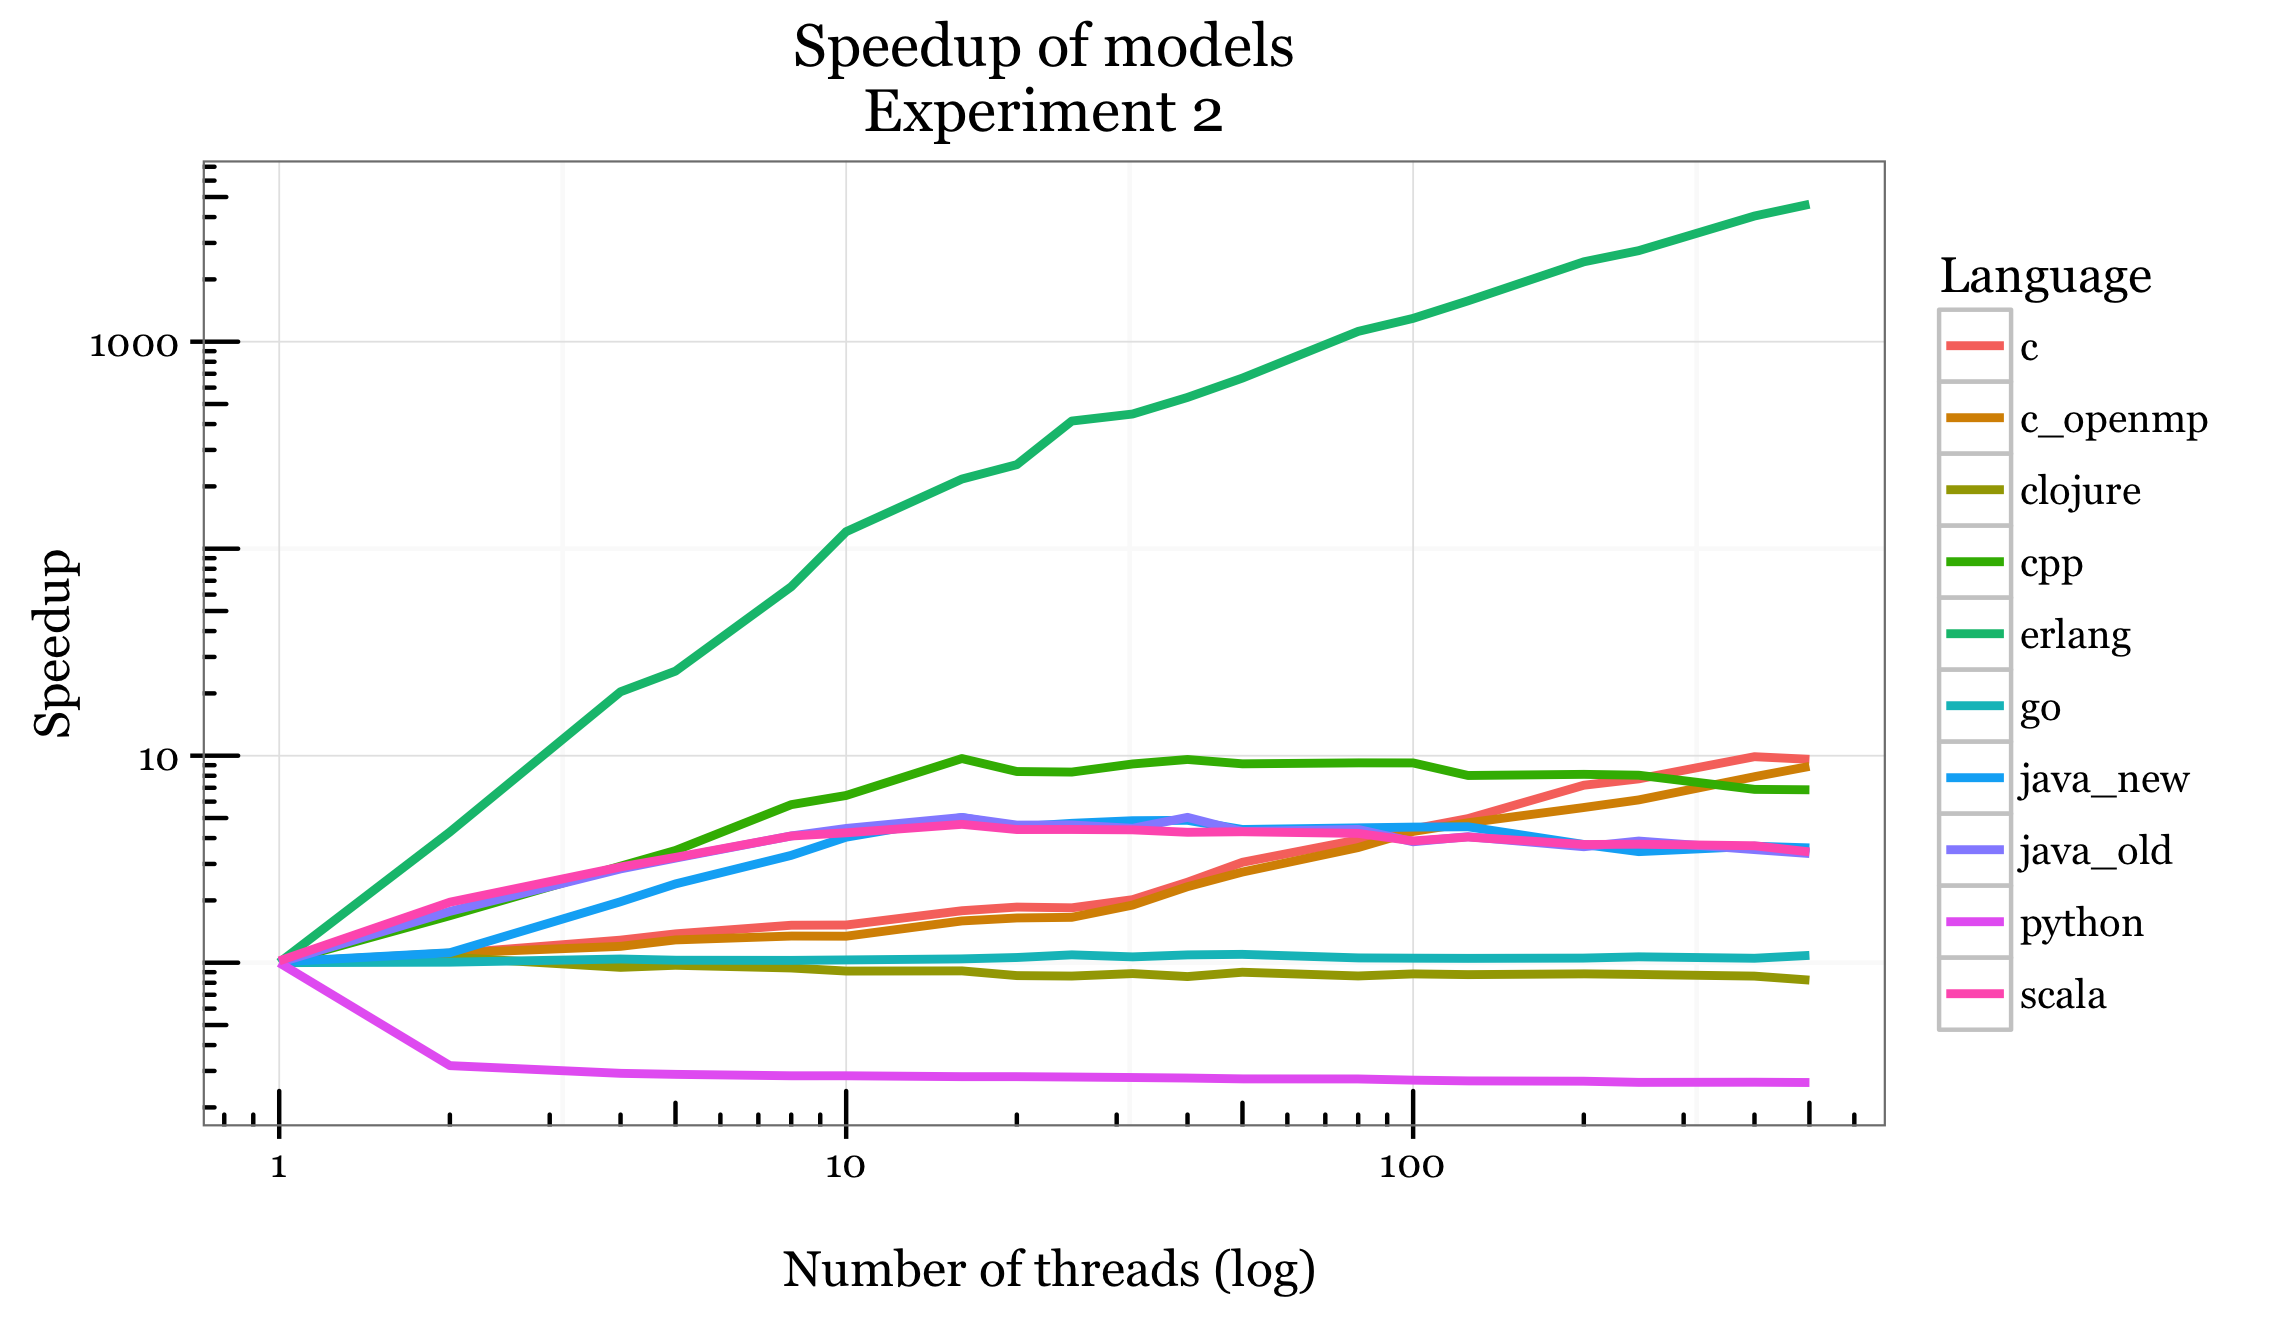 Speedup of models
Experiment 2
Speedup
1000
10
1
10
100
Number of threads (log)
Language
c
c_openmp
clojure
cpp
erlang
go
java_new
java_old
python
scala